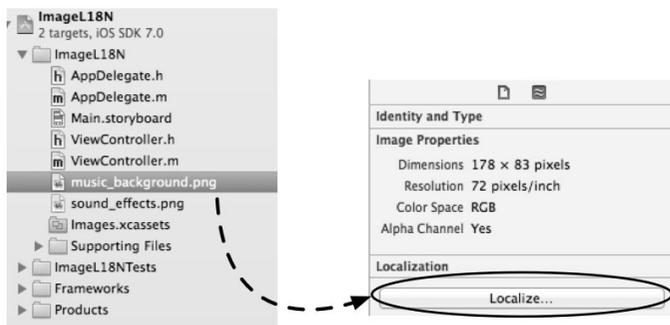 ImageL18N
2 targets, iOS SDK 7.0
ImageL18N
AppDelegate.h
AppDelegate.m
Main.storyboard
ViewController.h
ViewController.m
music_background.png
sound_effects.png
Images.xcassets
Supporting Files
ImageL18NTests
Frameworks
Products
Identity and Type
Image Properties
Dimensions 178 × 83 pixels
Resolution 72 pixels/inch
Color Space RGB
Alpha Channel Yes
Localization
Localize...